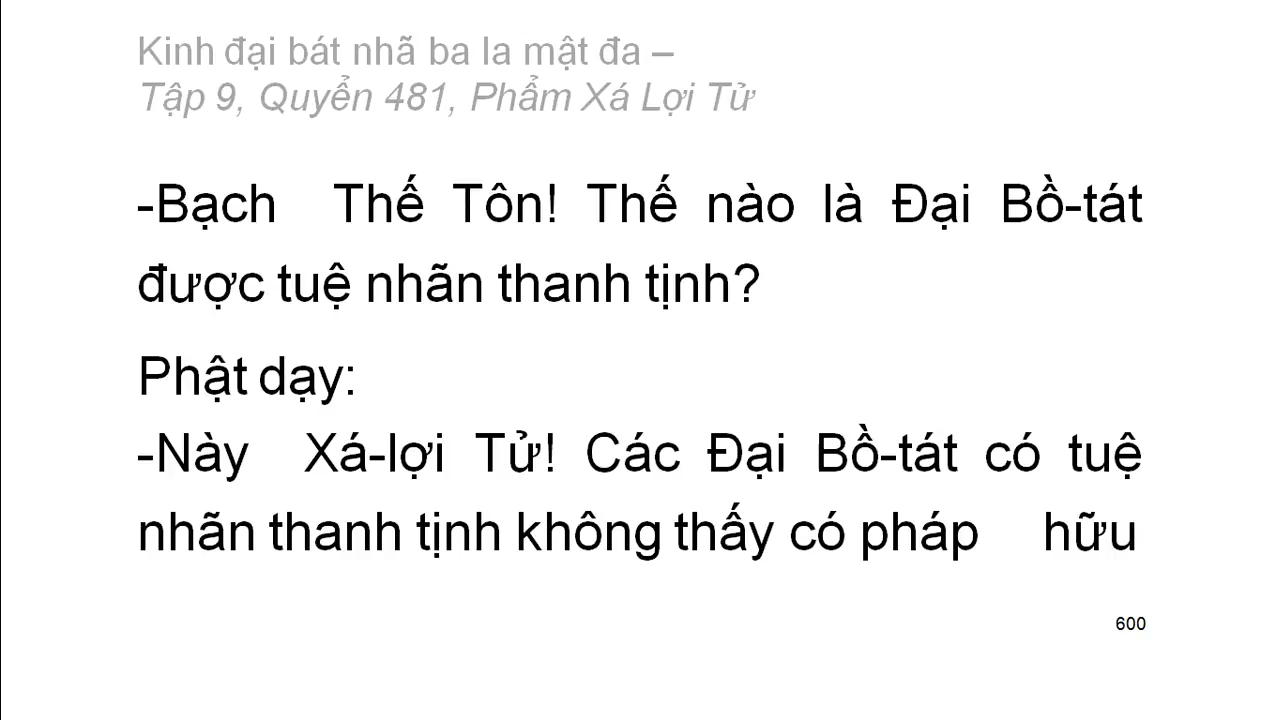 Kinh đại bát nhã ba la mật đa –
Tập 9, Quyển 481, Phẩm Xá Lợi Tử
-Bạch Thế Tôn! Thế nào là Đại Bồ-tát
được tuệ nhãn thanh tịnh?
Phật dạy:
-Này Xá-lợi Tử! Các Đại Bồ-tát có tuệ
nhãn thanh tịnh không thấy có pháp hữu
600